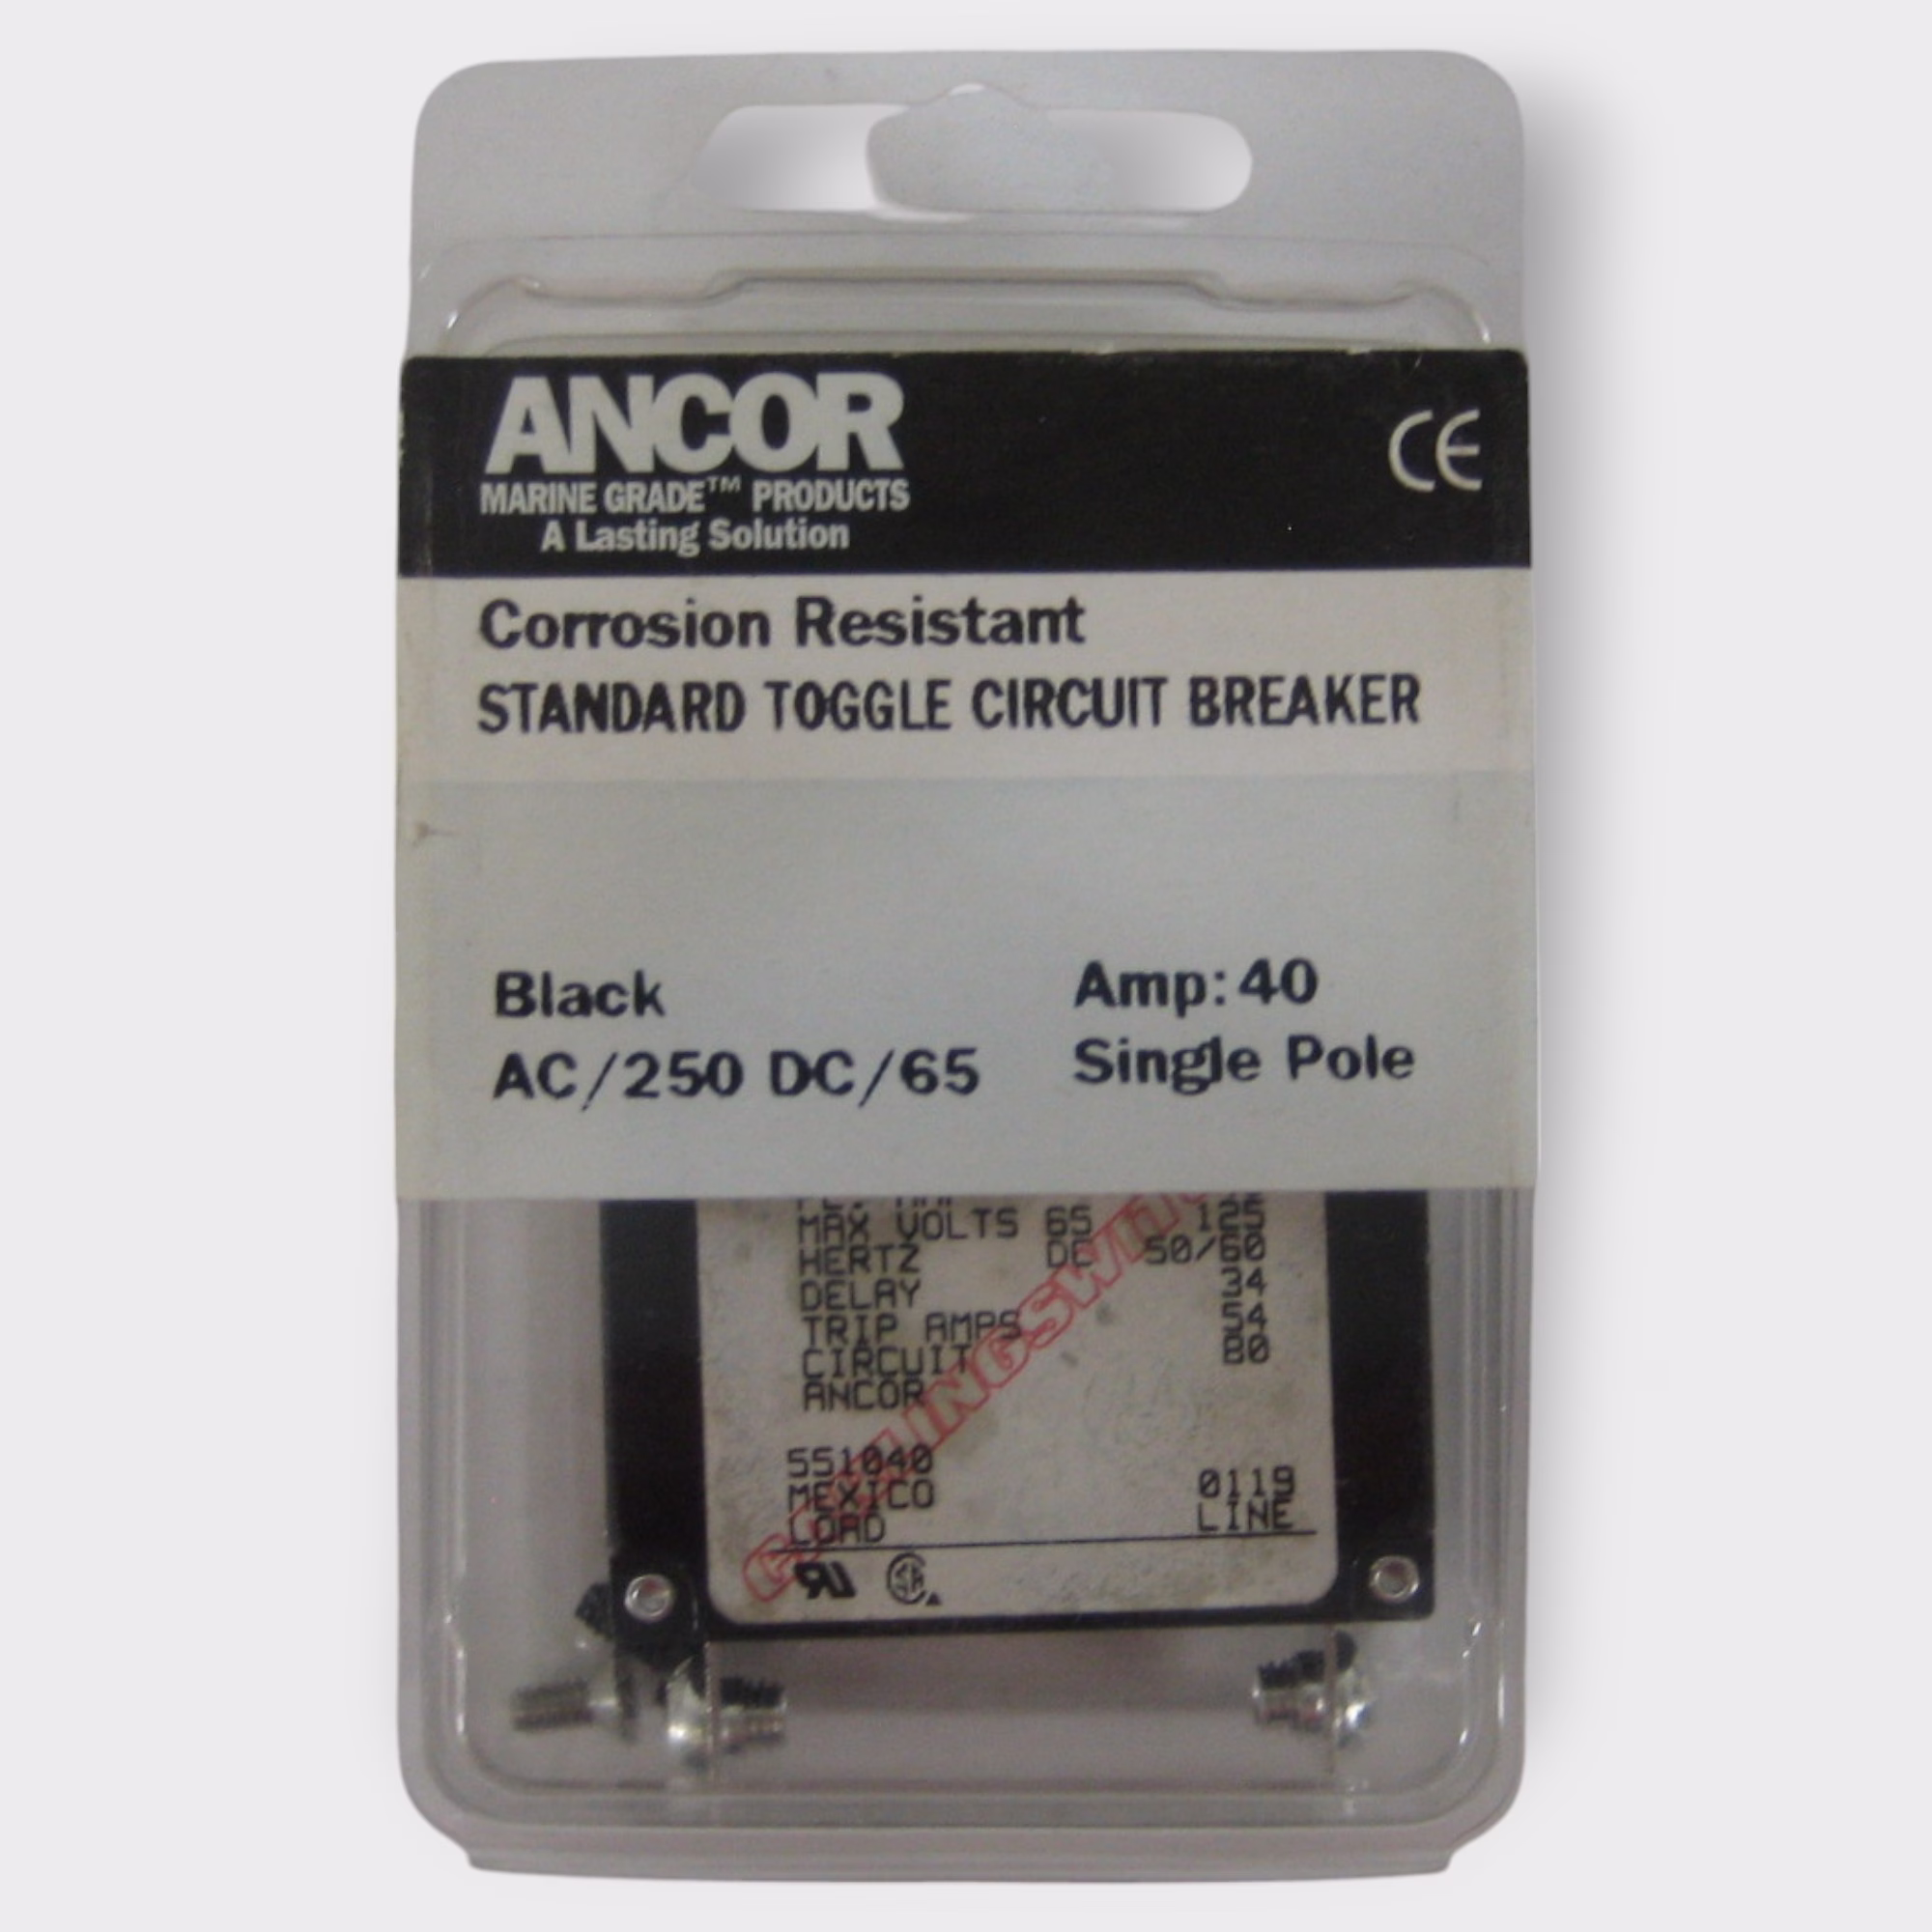 ANCOR
CE
MARINE GRADE™ PRODUCTS
A Lasting Solution
Corrosion Resistant
STANDARD TOGGLE CIRCUIT BREAKER
Black
Amp: 40
AC/250 DC/65
Single Pole
MAX VOLTS 65 125
HERTZ DC 50/60
DELAY 34
TRIP AMPS 54
CIRCUIT B0
ANCOR
551040
MEXICO 0119
LOAD LINE